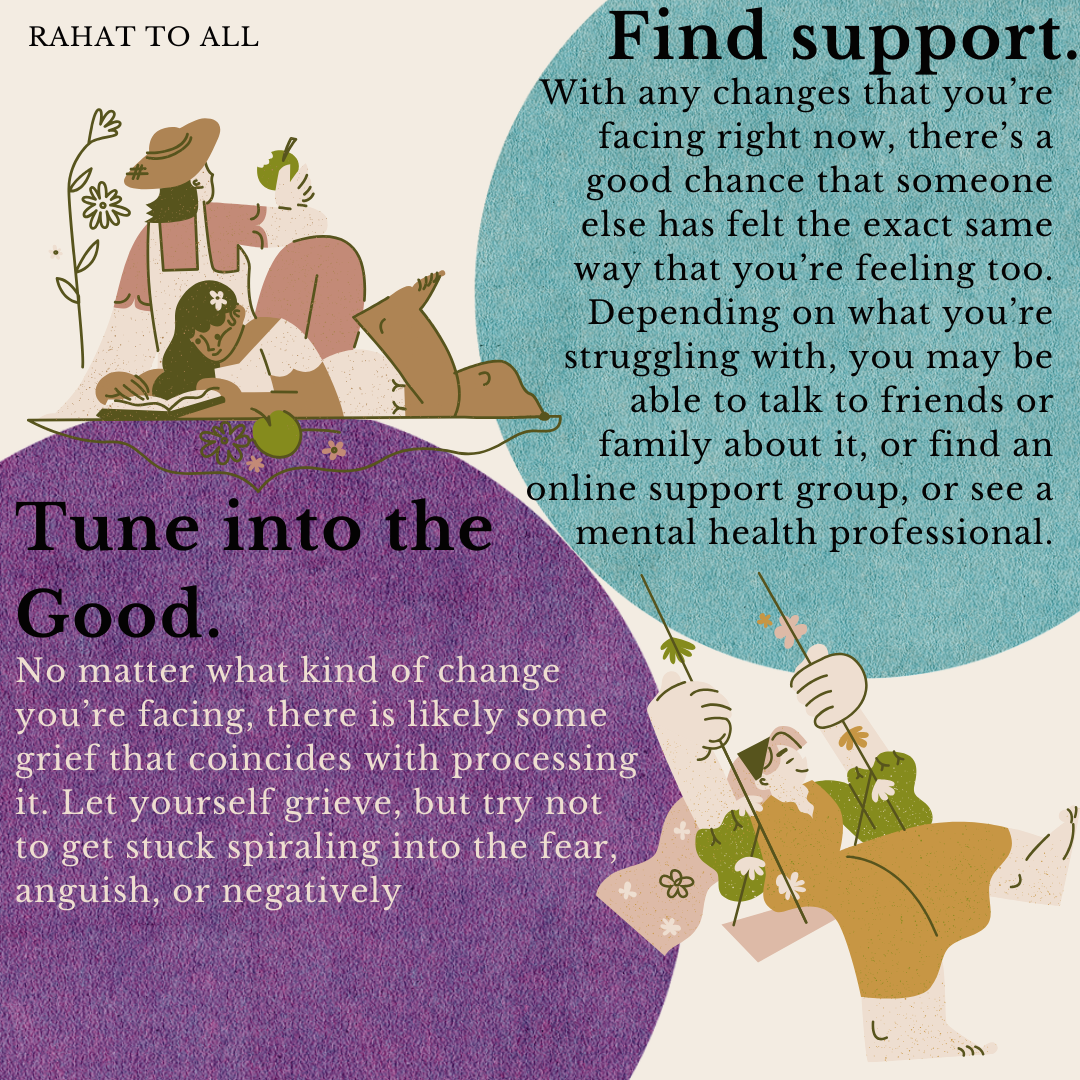 RAHAT TO ALL
Find support.
With any changes that you're
facing right now, there's a
good chance that someone
else has felt the exact same
way that you're feeling too.
Depending on what you're
struggling with, you may be
able to talk to friends or
family about it, or find an
online support group, or see a
mental health professional.
Tune into the
Good.
No matter what kind of change
you're facing, there is likely some
grief that coincides with processing
it. Let yourself grieve, but try not
to get stuck spiraling into the fear,
anguish, or negatively